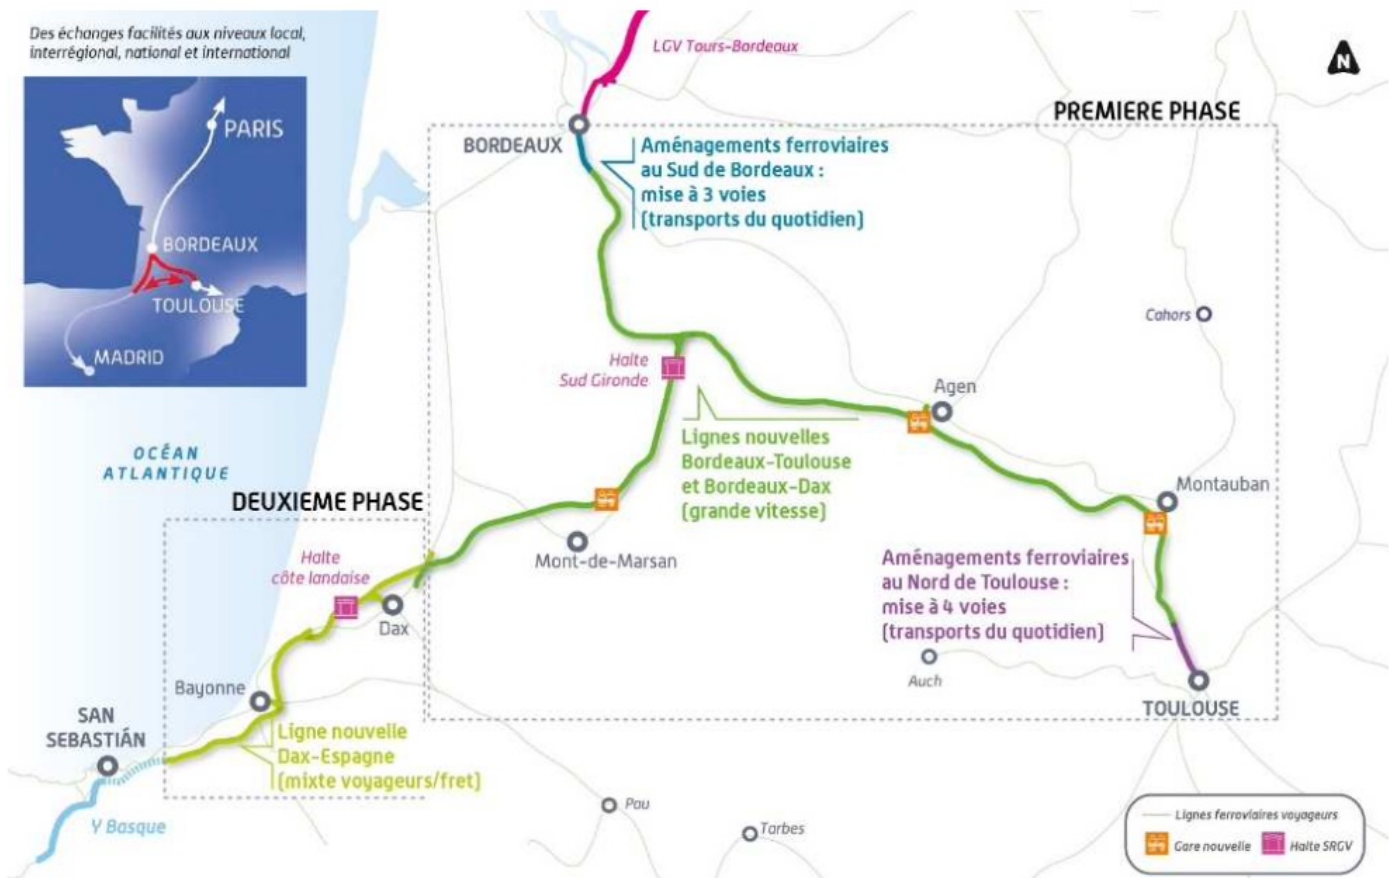 Des échanges facilités aux niveaux local,
interrégional, national et international
PARIS
BORDEAUX
TOULOUSE
MADRID
LGV Tours-Bordeaux
N
PREMIERE PHASE
BORDEAUX
Aménagements ferroviaires
au Sud de Bordeaux :
mise à 3 voies
(transports du quotidien)
Cahors
Halte
Sud Gironde
Agen
Lignes nouvelles
Bordeaux-Toulouse
et Bordeaux-Dax
(grande vitesse)
OCÉAN
ATLANTIQUE
DEUXIEME PHASE
Montauban
Mont-de-Marsan
Halte
côte landaise
Dax
Aménagements ferroviaires
au Nord de Toulouse :
mise à 4 voies
(transports du quotidien)
Auch
TOULOUSE
Bayonne
SAN
SEBASTIÁN
Ligne nouvelle
Dax-Espagne
(mixte voyageurs/fret)
Y Basque
Pau
Tarbes
Lignes ferroviaires voyageurs
Gare nouvelle
Halte SRGV